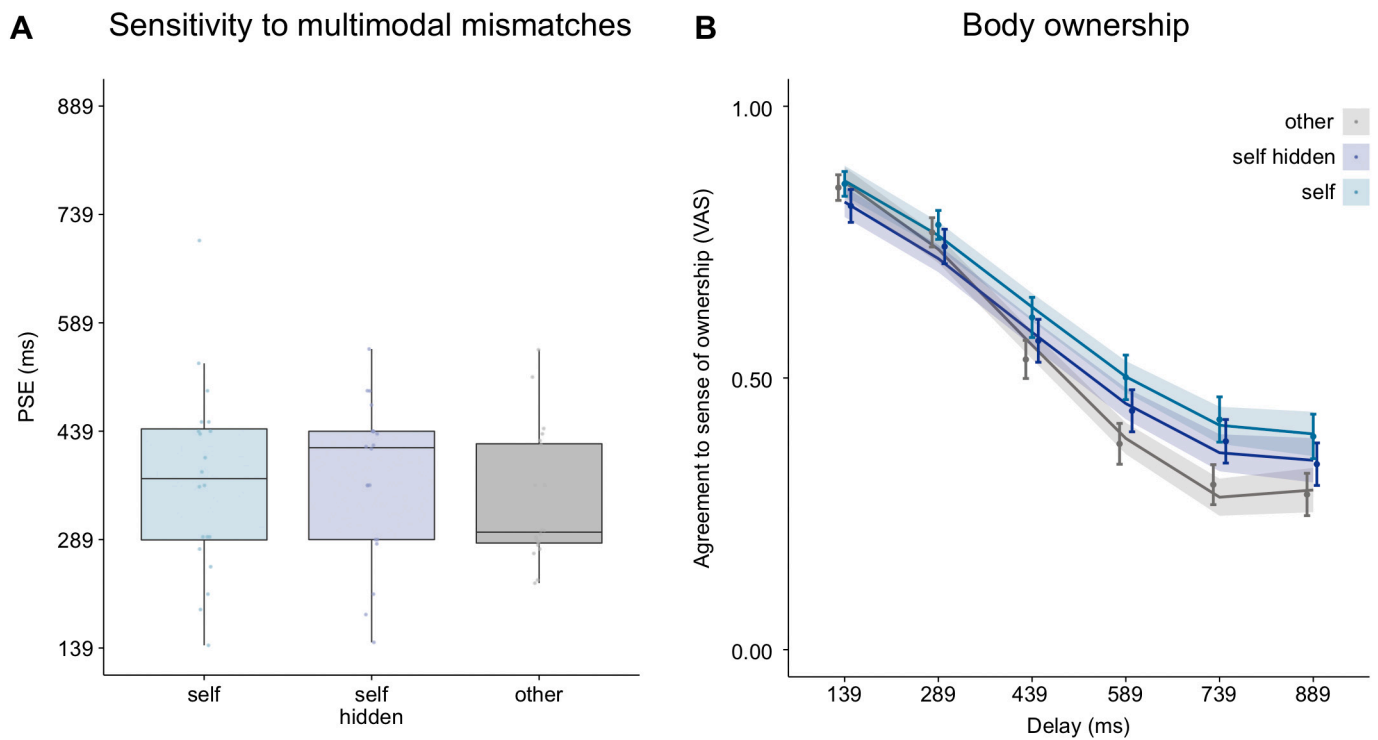 A
Sensitivity to multimodal mismatches
PSE (ms)
889
739
589
439
289
139
self
self
hidden
other
B
Body ownership
Agreement to sense of ownership (VAS)
1.00
0.50
0.00
other
self hidden
self
139
289
439
589
739
889
Delay (ms)